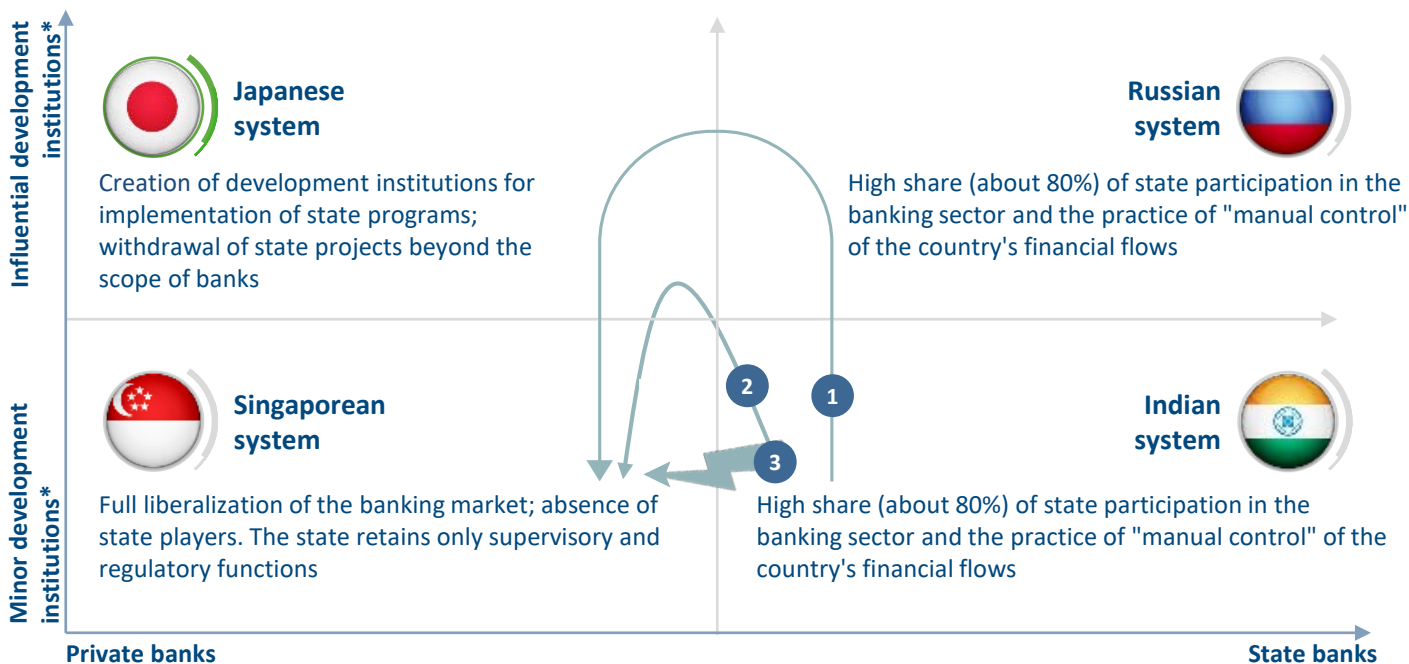 Influential development
institutions*
Japanese
system
Creation of development institutions for
implementation of state programs;
withdrawal of state projects beyond the
scope of banks
Russian
system
High share (about 80%) of state participation in the
banking sector and the practice of "manual control"
of the country's financial flows
Minor development
institutions*
Singaporean
system
Full liberalization of the banking market; absence of
state players. The state retains only supervisory and
regulatory functions
2
1
3
Indian
system
High share (about 80%) of state participation in the
banking sector and the practice of "manual control" of the
country's financial flows
Private banks
State banks